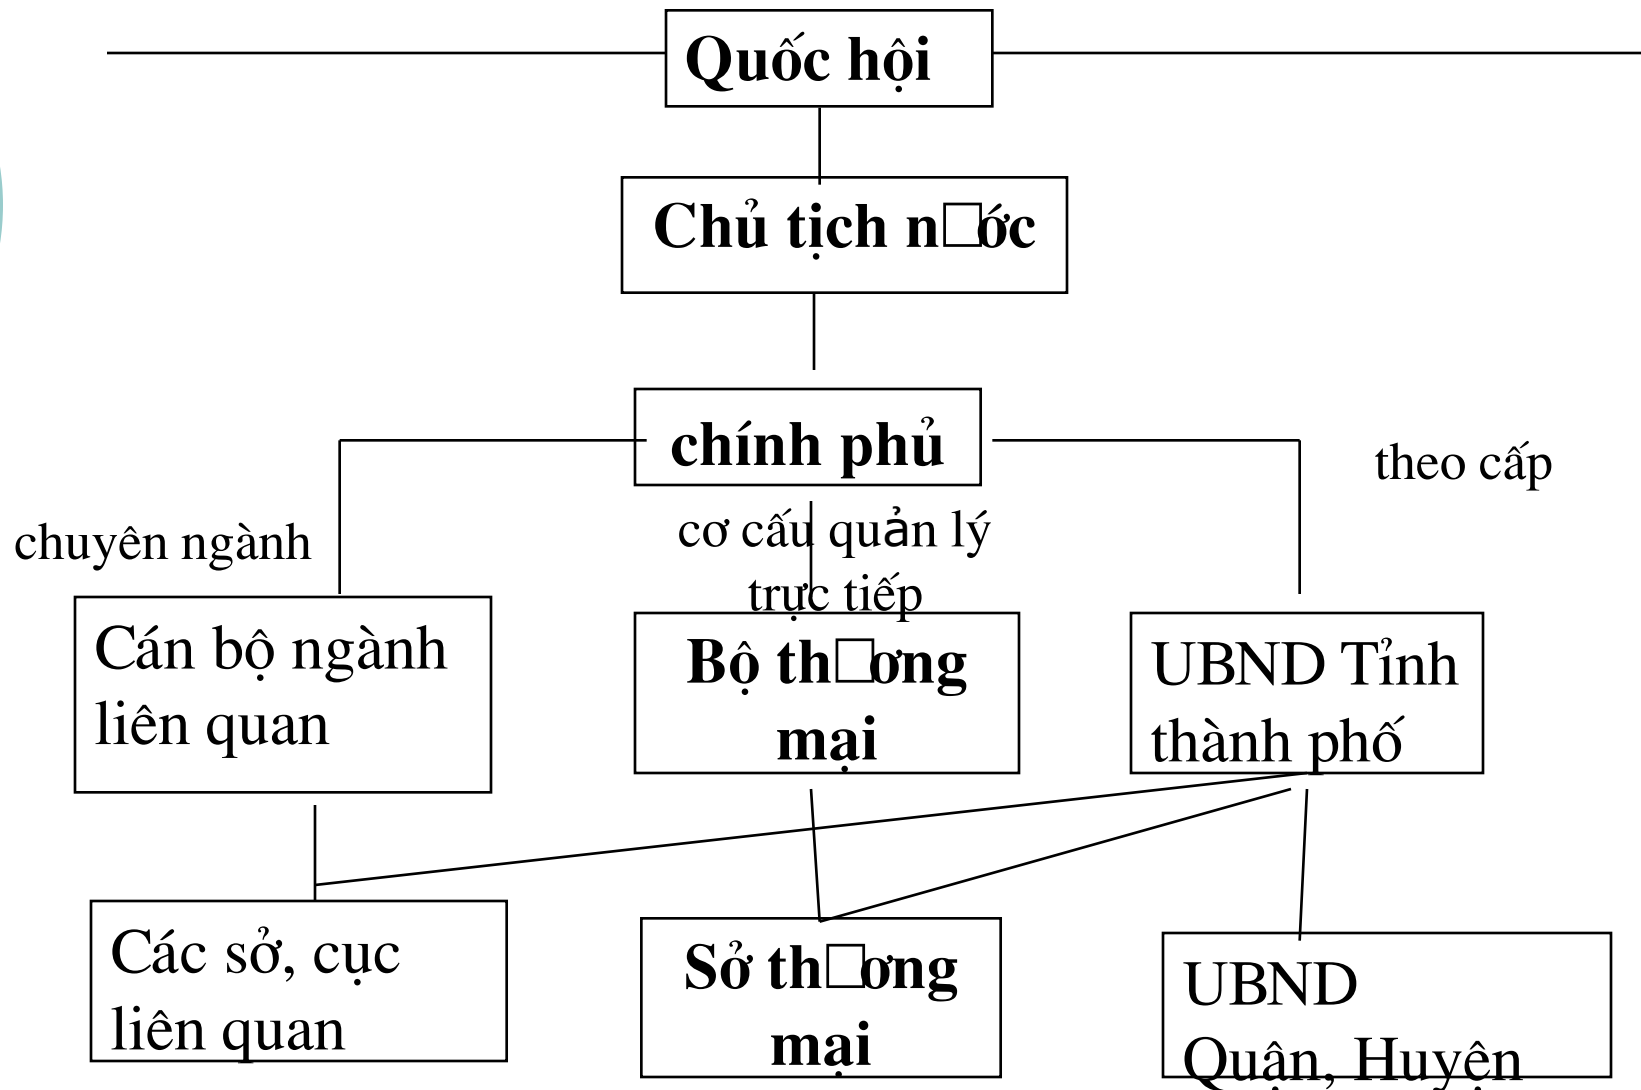 Quốc hội
Chủ tịch n□ớc
chính phủ
theo cấp
chuyên ngành
cơ cấu quản lý
trực tiếp
Cán bộ ngành
liên quan
Bộ th□ơng
mại
UBND Tỉnh
thành phố
Các sở, cục
liên quan
Sở th□ơng
mại
UBND
Quận, Huyện